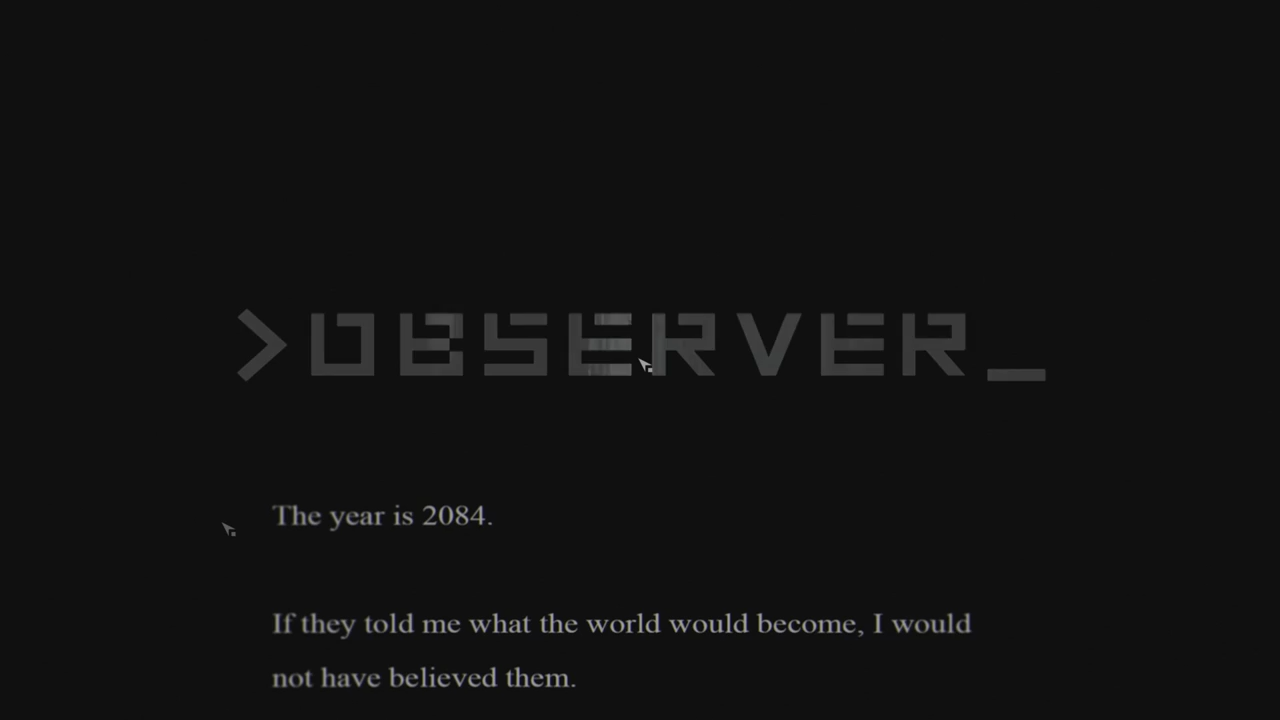 >OBSERVER_
The year is 2084.
If they told me what the world would become, I would
not have believed them.